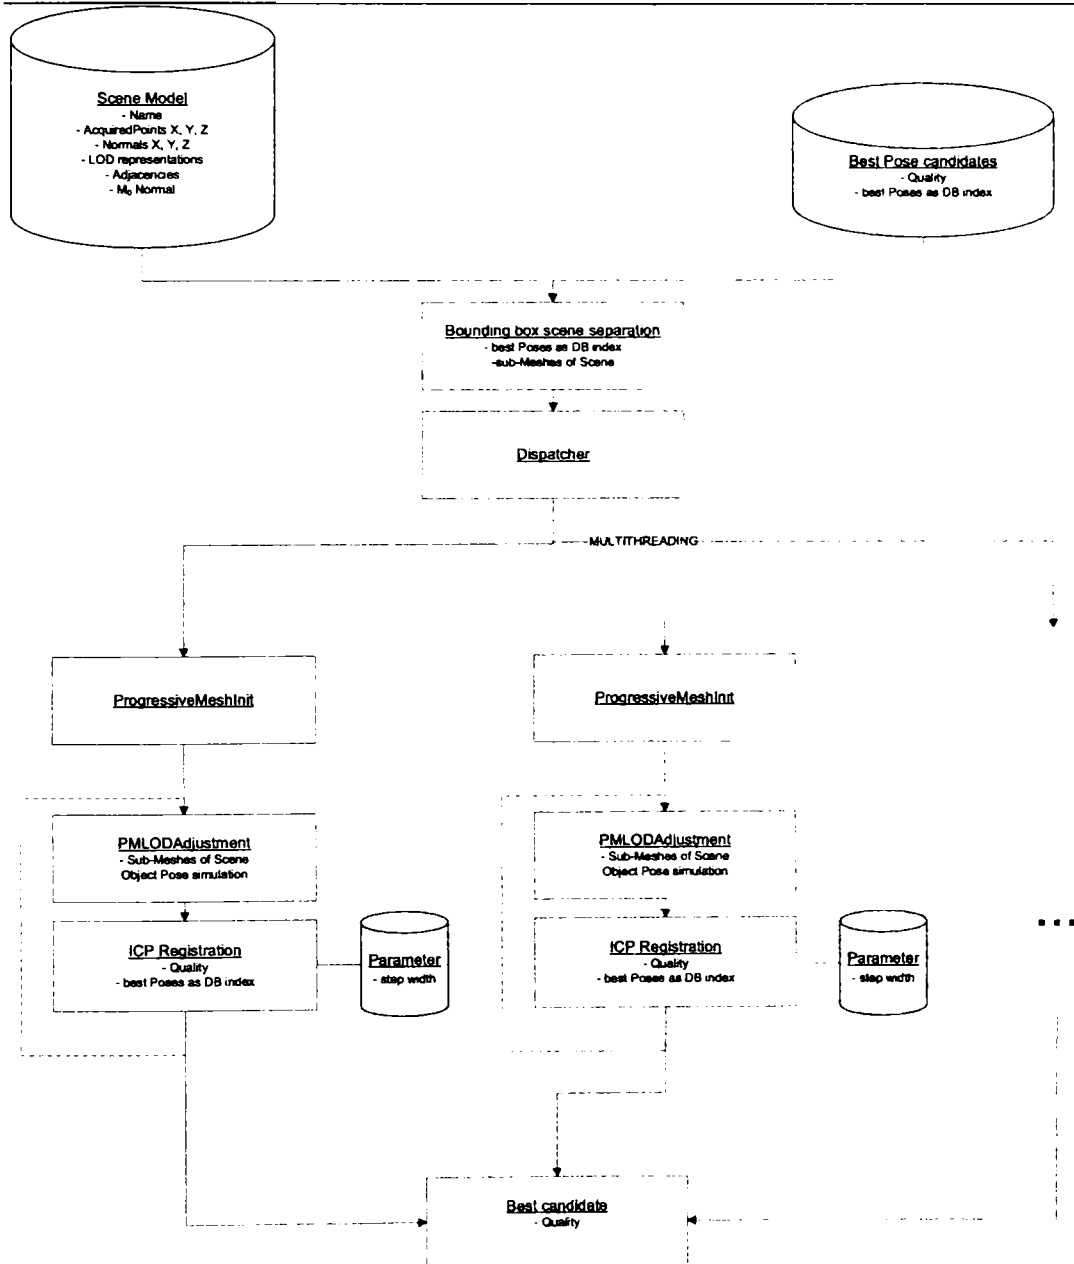 Scene Model
- Name
- AcquiredPoints X, Y, Z
- Normals X, Y, Z
- LOD representations
- Adjacencies
- M₀ Normal
Best Pose candidates
- Quality
- best Poses as DB index
Bounding box scene separation
- best Poses as DB index
-sub-Meshes of Scene
Dispatcher
MULTITHREADING
ProgressiveMeshInit
ProgressiveMeshInit
PMLODAdjustment
- Sub-Meshes of Scene
Object Pose simulation
PMLODAdjustment
- Sub-Meshes of Scene
Object Pose simulation
ICP Registration
- Quality
- best Poses as DB index
Parameter
- step width
ICP Registration
- Quality
- best Poses as DB index
Parameter
- step width
...
Best candidate
- Quality